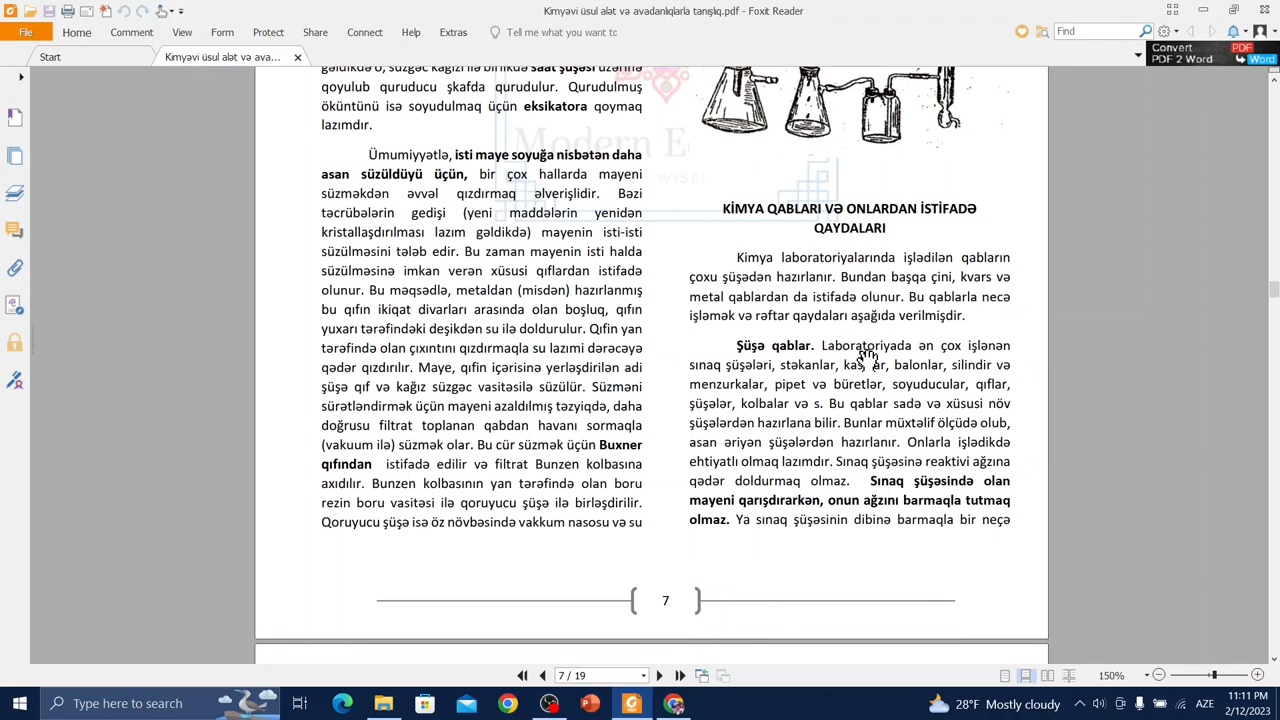 Kimyəvi üsul alət və avadanlıqlarla tanışlıq.pdf - Foxit Reader
File Home Comment View Form Protect Share Connect Help Extras Tell me what you want to Find
Start Kimyəvi üsul alət və ava...
Convert PDF
PDF 2 Word Word
qoyulub quruducu şkafda qurudulur. Qurudulmuş
öküntünü isə soyudulmaq üçün eksikatora qoymaq
lazımdır.
Ümumiyyətlə, isti maye soyuğa nisbətən daha
asan süzüldüyü üçün, bir çox hallarda mayeni
süzməkdən əvvəl qızdırmaq əlverişlidir. Bəzi
təcrübələrin gedişi (yeni maddələrin yenidən
kristallaşdırılması lazım gəldikdə) mayenin isti-isti
süzülməsini tələb edir. Bu zaman mayenin isti halda
süzülməsinə imkan verən xüsusi qıflardan istifadə
olunur. Bu məqsədlə, metaldan (misdən) hazırlanmış
bu qıfın ikiqat divarları arasında olan boşluq, qıfın
yuxarı tərəfindəki deşikdən su ilə doldurulur. Qıfın yan
tərəfində olan çıxıntını qızdırmaqla su lazımi dərəcəyə
qədər qızdırılır. Maye, qıfın içərisinə yerləşdirilən adi
şüşə qıf və kağız süzgəc vasitəsilə süzülür. Süzməni
sürətləndirmək üçün mayeni azaldılmış təzyiqdə, daha
doğrusu filtrat toplanan qabdan havanı sormaqla
(vakuum ilə) süzmək olar. Bu cür süzmək üçün Buxner
qıfından istifadə edilir və filtrat Bunzen kolbasına
axıdılır. Bunzen kolbasının yan tərəfində olan boru
rezin boru vasitəsi ilə qoruyucu şüşə ilə birləşdirilir.
Qoruyucu şüşə isə öz növbəsində vakkum nasosu və su
Modern E
WISE
KİMYA QABLARI VƏ ONLARDAN İSTİFADƏ
QAYDALARI
Kimya laboratoriyalarında işlədilən qabların
çoxu şüşədən hazırlanır. Bundan başqa çini, kvars və
metal qablardan da istifadə olunur. Bu qablarla necə
işləmək və rəftar qaydaları aşağıda verilmişdir.
Şüşə qablar. Laboratoriyada ən çox işlənən
sınaq şüşələri, stəkanlar, balonlar, silindir və
menzurkalar, pipet və büretlər, soyuducular, qıflar,
şüşələr, kolbalar və s. Bu qablar sadə və xüsusi növ
şüşələrdən hazırlana bilir. Bunlar müxtəlif ölçüdə olub,
asan əriyən şüşələrdən hazırlanır. Onlarla işlədikdə
ehtiyatlı olmaq lazımdır. Sınaq şüşəsinə reaktivi ağzına
qədər doldurmaq olmaz. Sınaq şüşəsində olan
mayeni qarışdırarkən, onun ağzını barmaqla tutmaq
olmaz. Ya sınaq şüşəsinin dibinə barmaqla bir neçə
7
7 / 19 150%
Type here to search 28°F Mostly cloudy AZE 11:11 PM
2/12/2023